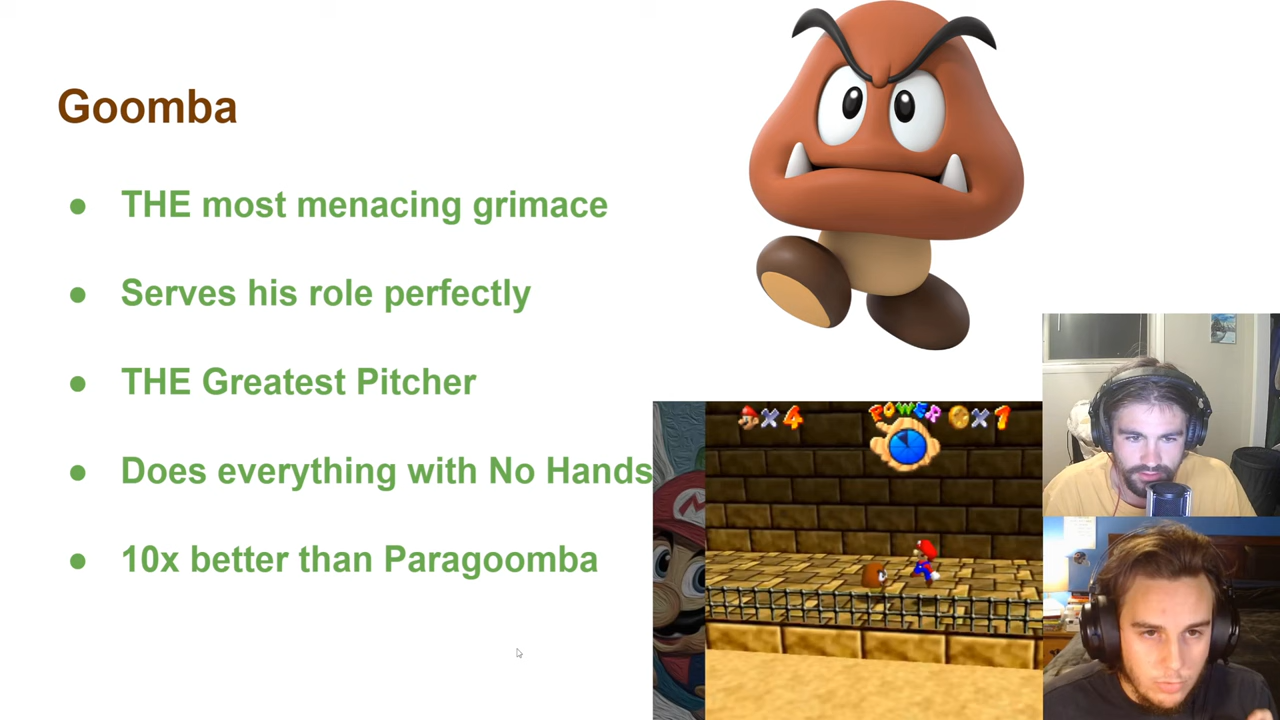 Goomba
● THE most menacing grimace
● Serves his role perfectly
● THE Greatest Pitcher
● Does everything with No Hands
● 10x better than Paragoomba
×4 POWER ×1
M